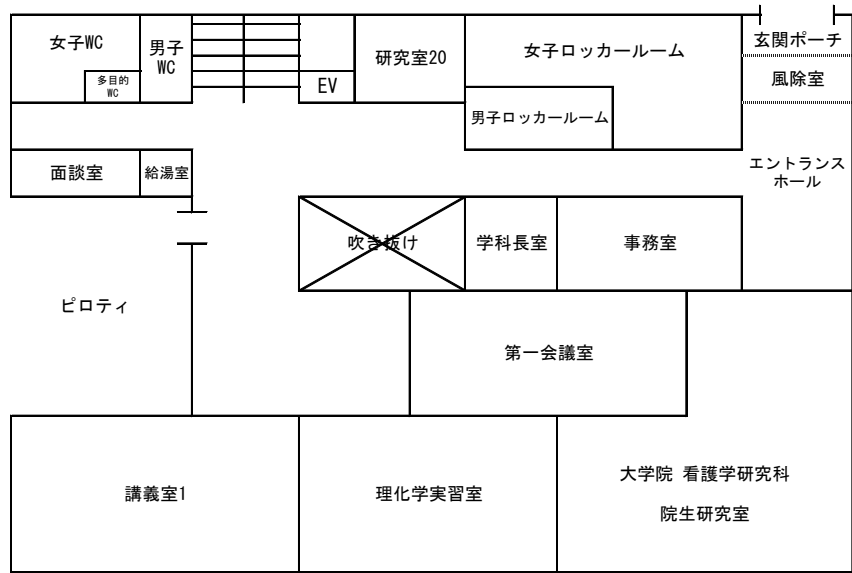 女子WC
男子
WC
多目的
WC
EV
研究室20
女子ロッカールーム
玄関ポーチ
風除室
男子ロッカールーム
面談室
給湯室
エントランス
ホール
吹き抜け
学科長室
事務室
ピロティ
第一会議室
講義室1
理化学実習室
大学院 看護学研究科
院生研究室